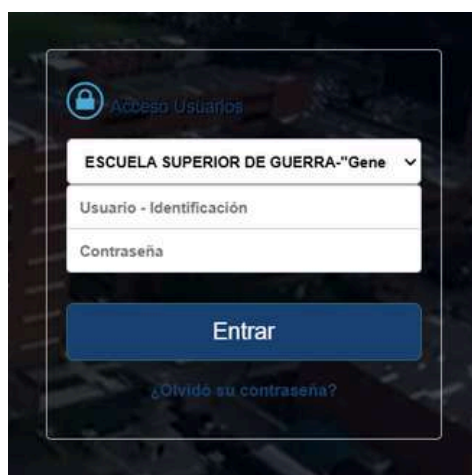 Acceso Usuarios
ESCUELA SUPERIOR DE GUERRA-"Gene
Usuario - Identificación
Contraseña
Entrar
¿Olvidó su contraseña?